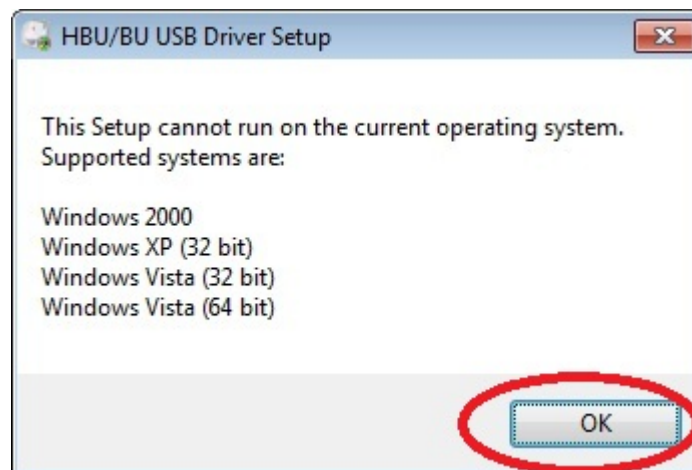 HBU/BU USB Driver Setup
This Setup cannot run on the current operating system.
Supported systems are:
Windows 2000
Windows XP (32 bit)
Windows Vista (32 bit)
Windows Vista (64 bit)
OK